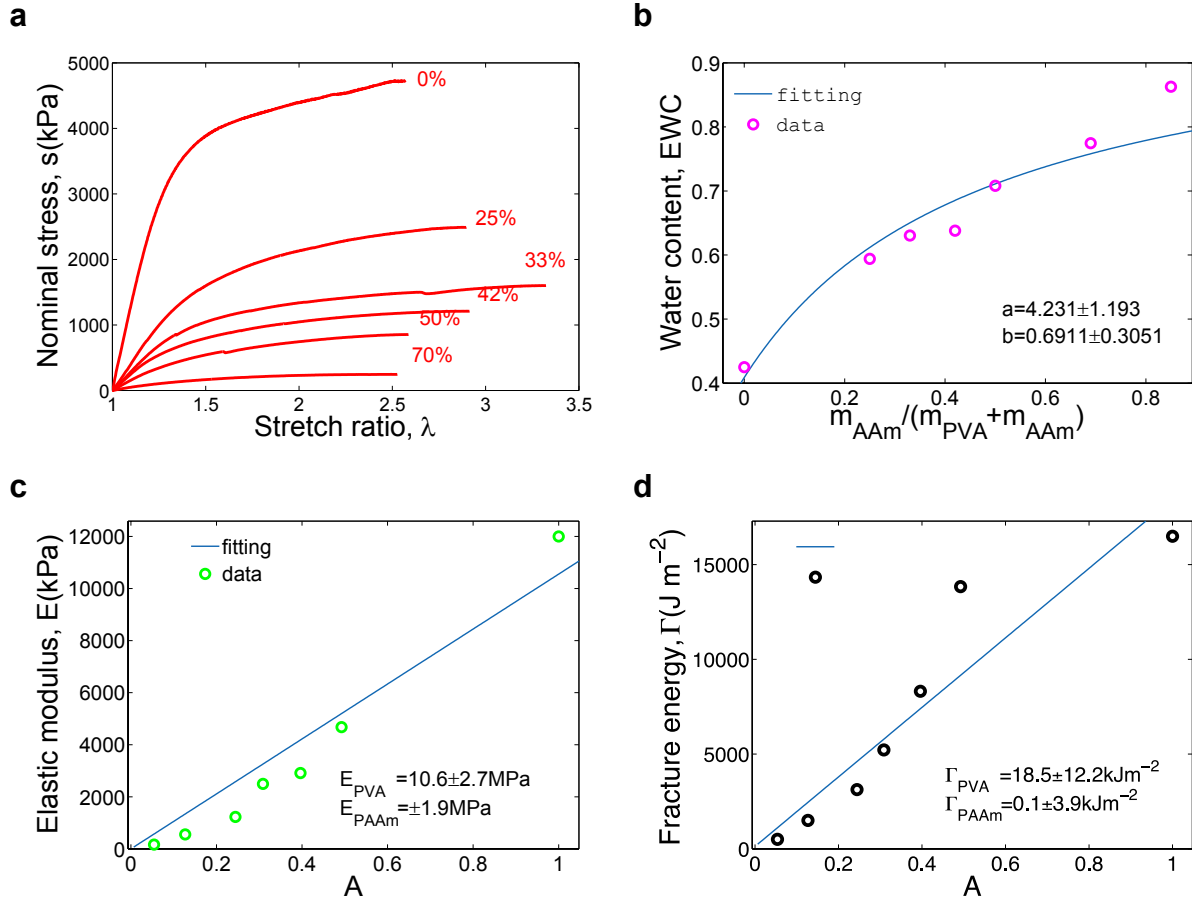 a
5000
4000
3000
2000
1000
0
1
1.5
2
2.5
3
3.5
Nominal stress, s(kPa)
Stretch ratio, λ
0%
25%
33%
42%
50%
70%
b
0.9
0.8
0.7
0.6
0.5
0.4
0
0.2
0.4
0.6
0.8
Water content, EWC
m_AAm/(m_PVA+m_AAm)
fitting
data
a=4.231±1.193
b=0.6911±0.3051
c
12000
10000
8000
6000
4000
2000
0
0
0.2
0.4
0.6
0.8
1
Elastic modulus, E(kPa)
A
fitting
data
E_PVA =10.6±2.7MPa
E_PAAm=±1.9MPa
d
15000
10000
5000
0
0
0.2
0.4
0.6
0.8
1
Fracture energy,Γ(J m⁻²)
A
Γ_PVA =18.5±12.2kJm⁻²
Γ_PAAm=0.1±3.9kJm⁻²